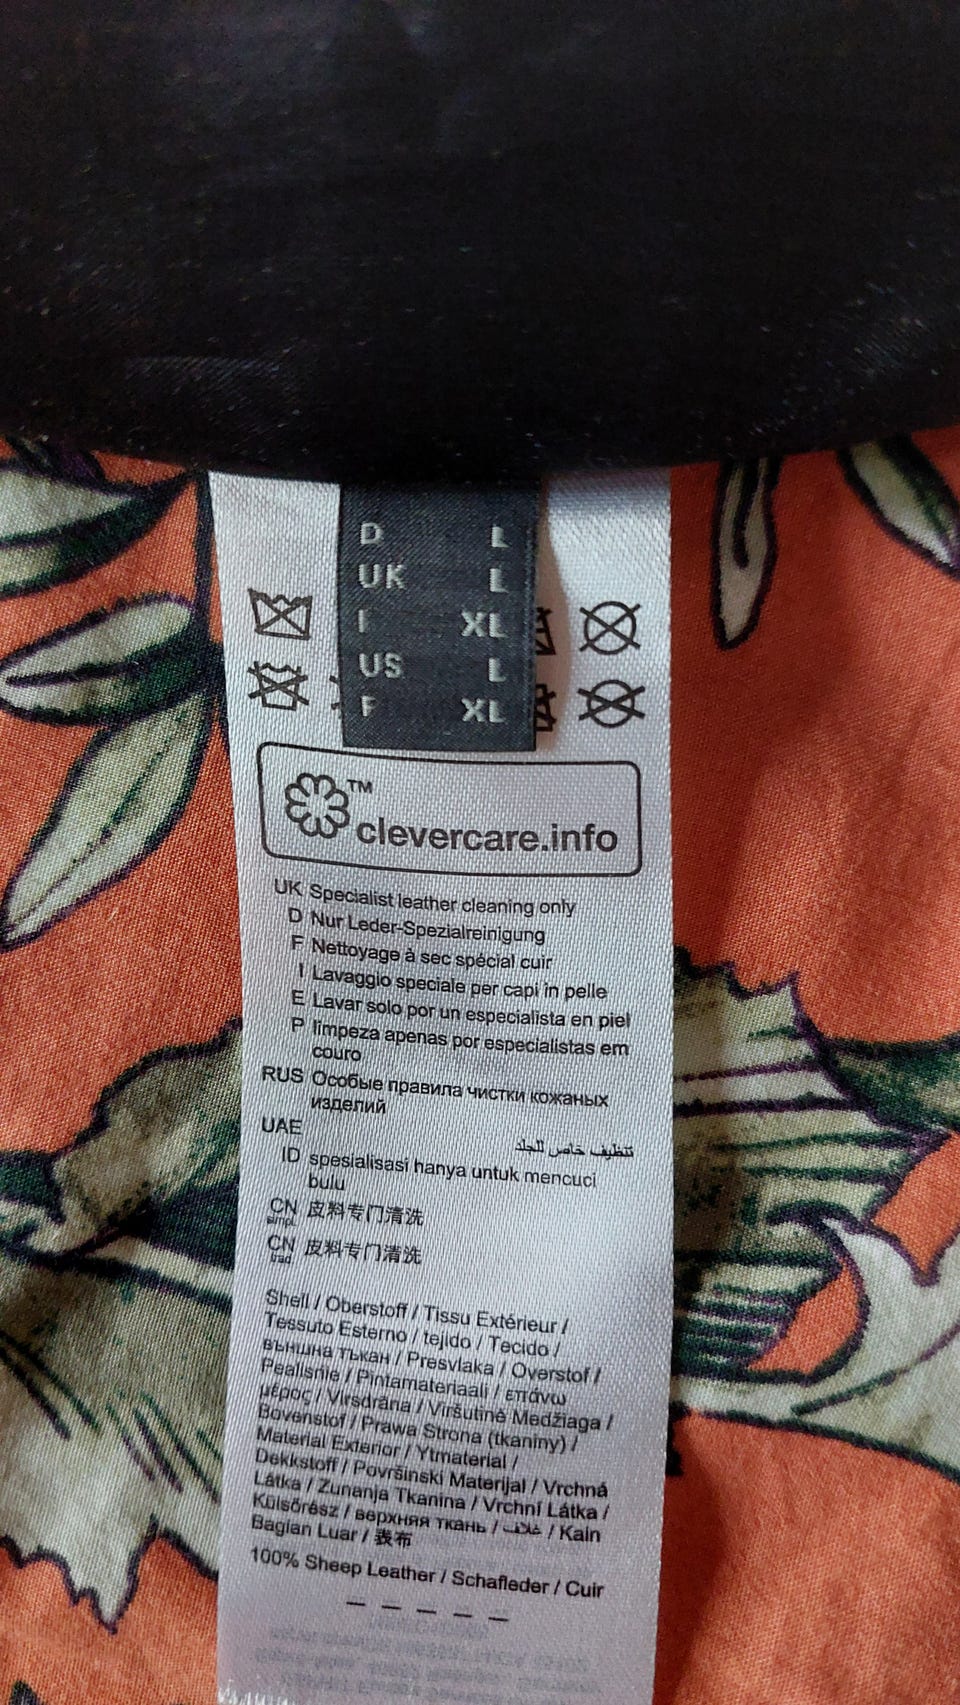 D L
UK L
I XL
US L
F XL
TM
clevercare.info
UK Specialist leather cleaning only
D Nur Leder-Spezialreinigung
F Nettoyage à sec spécial cuir
I Lavaggio speciale per capi in pelle
E Lavar solo por un especialista en piel
P limpeza apenas por especialistas em
couro
RUS Особые правила чистки кожаных
изделий
UAE
تنظيف خاص للجلد
ID spesialisasi hanya untuk mencuci
bulu
CN simpl. 皮料专门清洗
CN trad. 皮料专门清洗
Shell / Oberstoff / Tissu Extérieur /
Tessuto Esterno / tejido / Tecido /
външна тъкан / Presvlaka / Overstof /
Pealisriie / Pintamateriaali / επάνω
μέρος / Virsdrāna / Viršutinė Medžiaga /
Bovenstof / Prawa Strona (tkaniny) /
Material Exterior / Ytmaterial /
Dekkstoff / Površinski Materijal / Vrchná
Látka / Zunanja Tkanina / Vrchní Látka /
Külsőrész / верхняя ткань / غلاف / Kain
Bagian Luar / 表布
100% Sheep Leather / Schafleder / Cuir
– – – – –